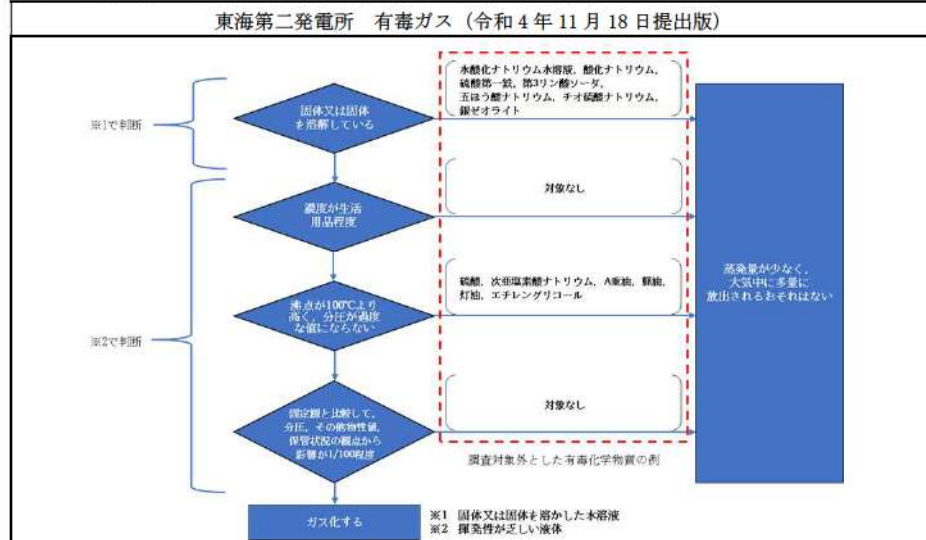 東海第二発電所 有毒ガス（令和4年11月18日提出版）
※1で判断
固体又は固体
を溶解している
水酸化ナトリウム水溶液、酸化ナトリウム、
硫酸第一鉄、第3リン酸ソーダ、
五ほう酸ナトリウム、チオ硫酸ナトリウム、
銀ゼオライト
濃度が生活
用品程度
対象なし
※2で判断
沸点が100℃より
高く、分圧が過度
な値にならない
硫酸、次亜塩素酸ナトリウム、A重油、軽油、
灯油、エチレングリコール
固定源と比較して、
分圧、その他物性値、
保管状況の観点から
影響が1/100程度
対象なし
蒸発量が少なく、
大気中に多量に
放出されるおそれはない
調査対象外とした有毒化学物質の例
ガス化する
※1 固体又は固体を溶かした水溶液
※2 揮発性が乏しい液体